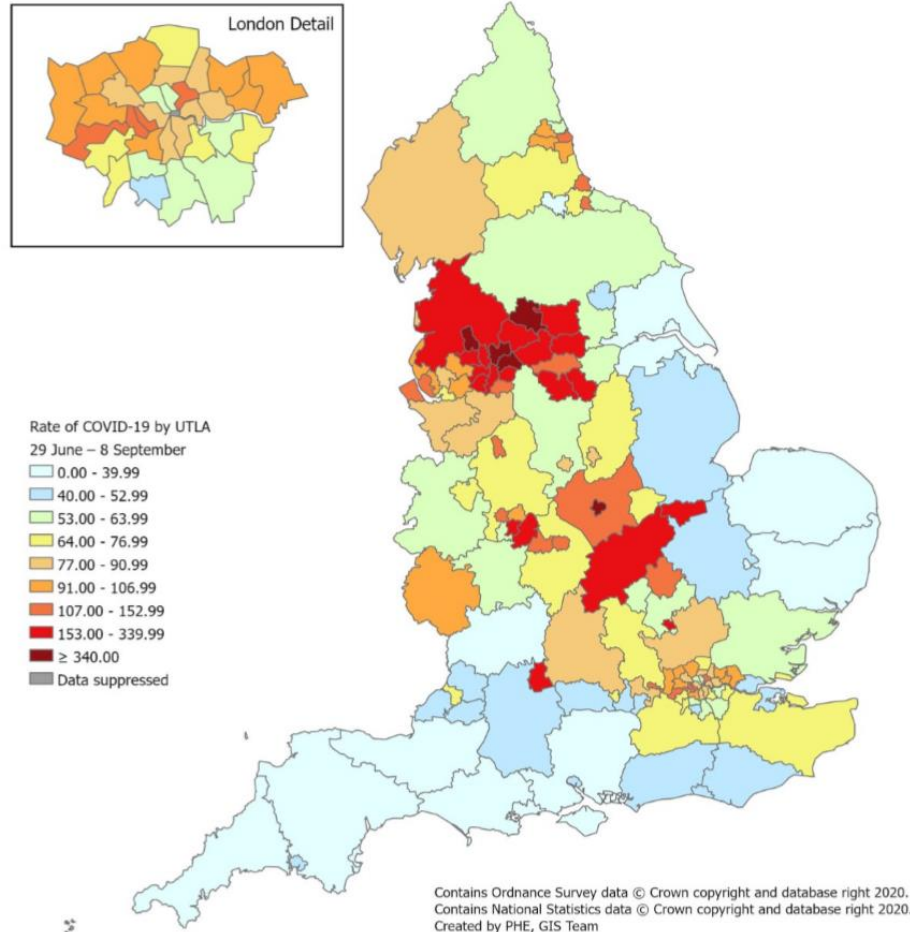 London Detail
Rate of COVID-19 by UTLA
29 June – 8 September
0.00 - 39.99
40.00 - 52.99
53.00 - 63.99
64.00 - 76.99
77.00 - 90.99
91.00 - 106.99
107.00 - 152.99
153.00 - 339.99
≥ 340.00
Data suppressed
Contains Ordnance Survey data © Crown copyright and database right 2020.
Contains National Statistics data © Crown copyright and database right 2020.
Created by PHE, GIS Team